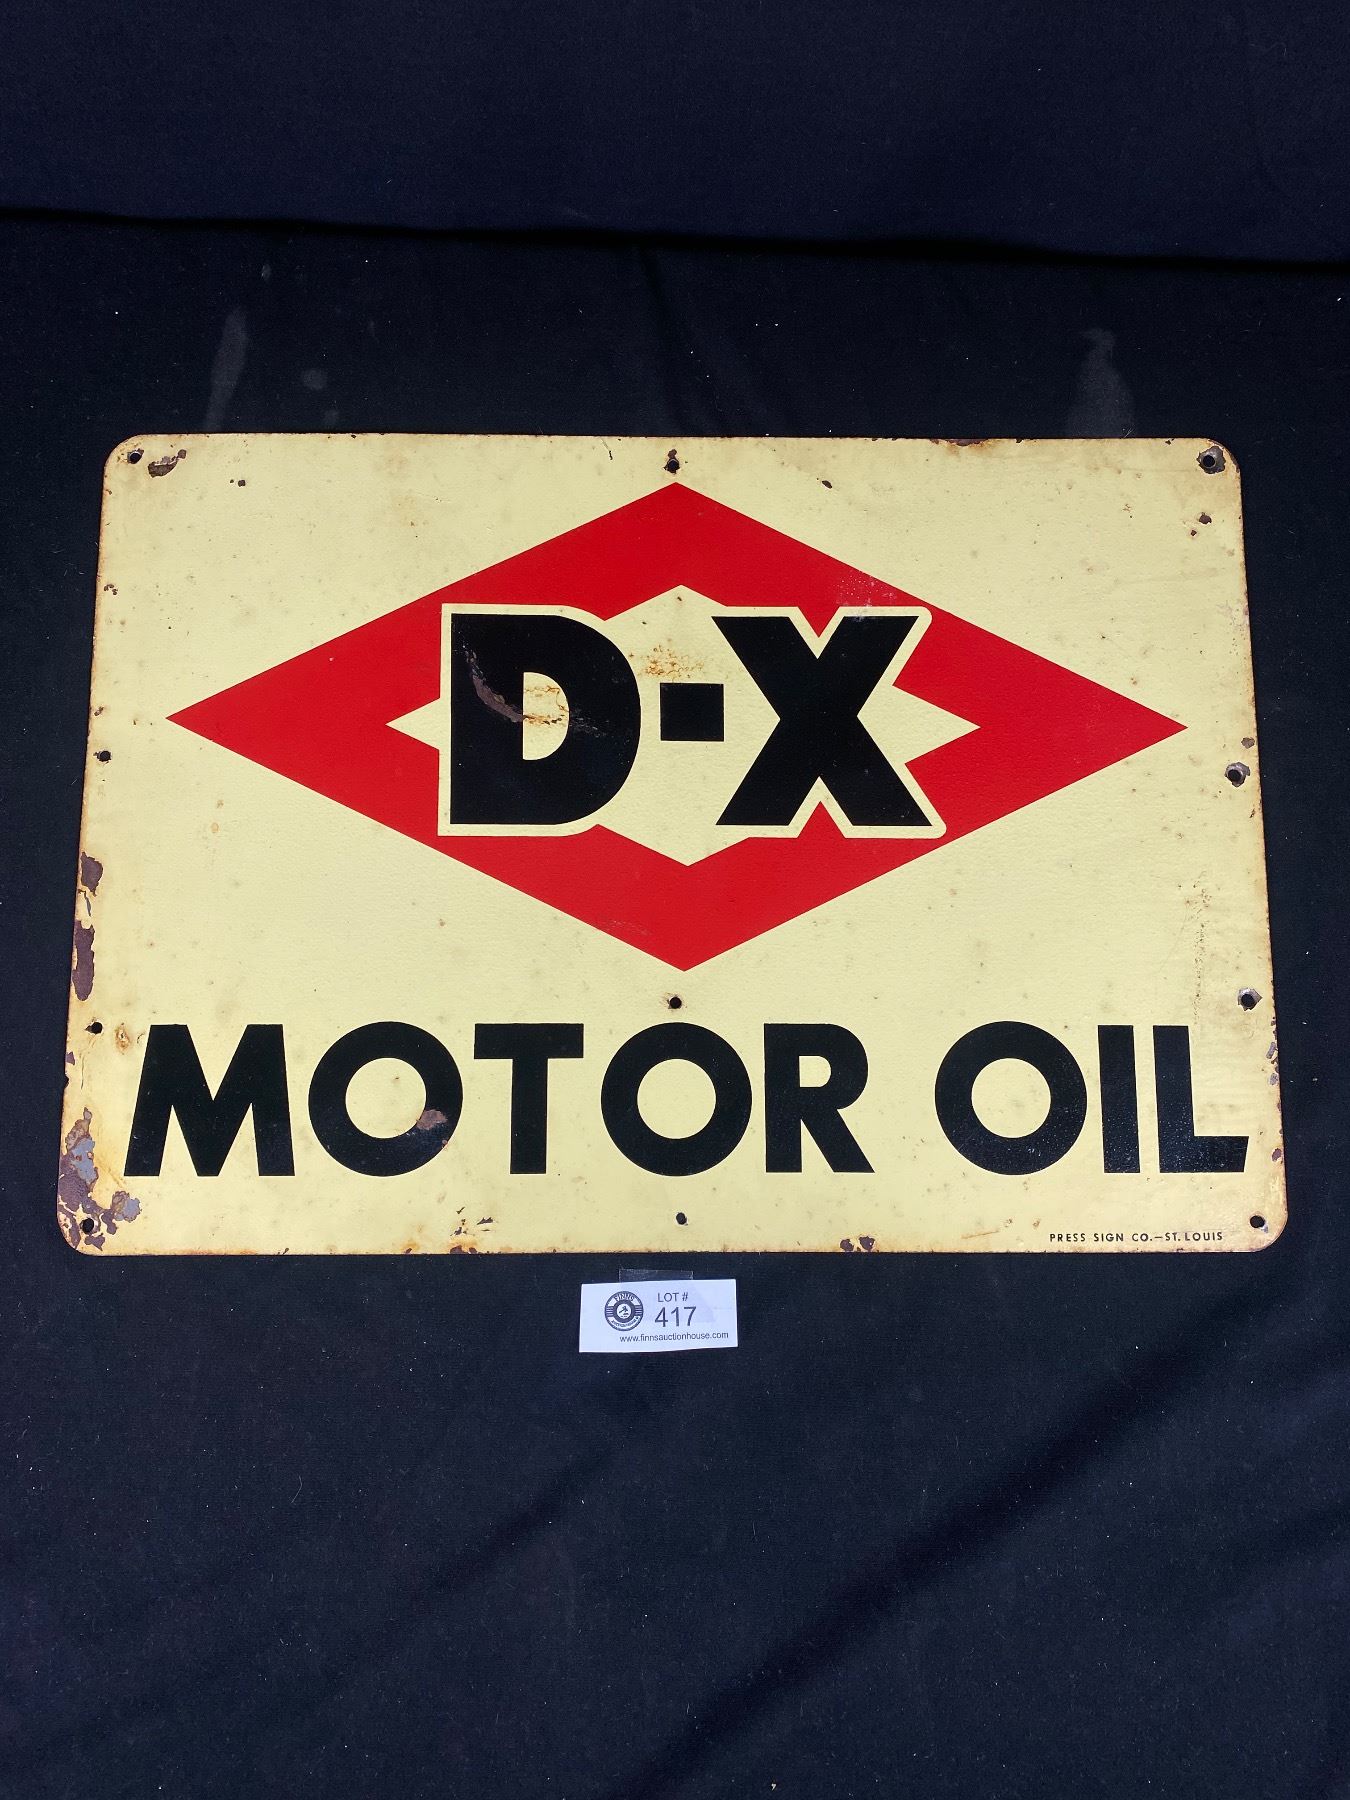 D-X
MOTOR OIL
PRESS SIGN CO.—ST. LOUIS
LOT #
417
www.finnsauctionhouse.com